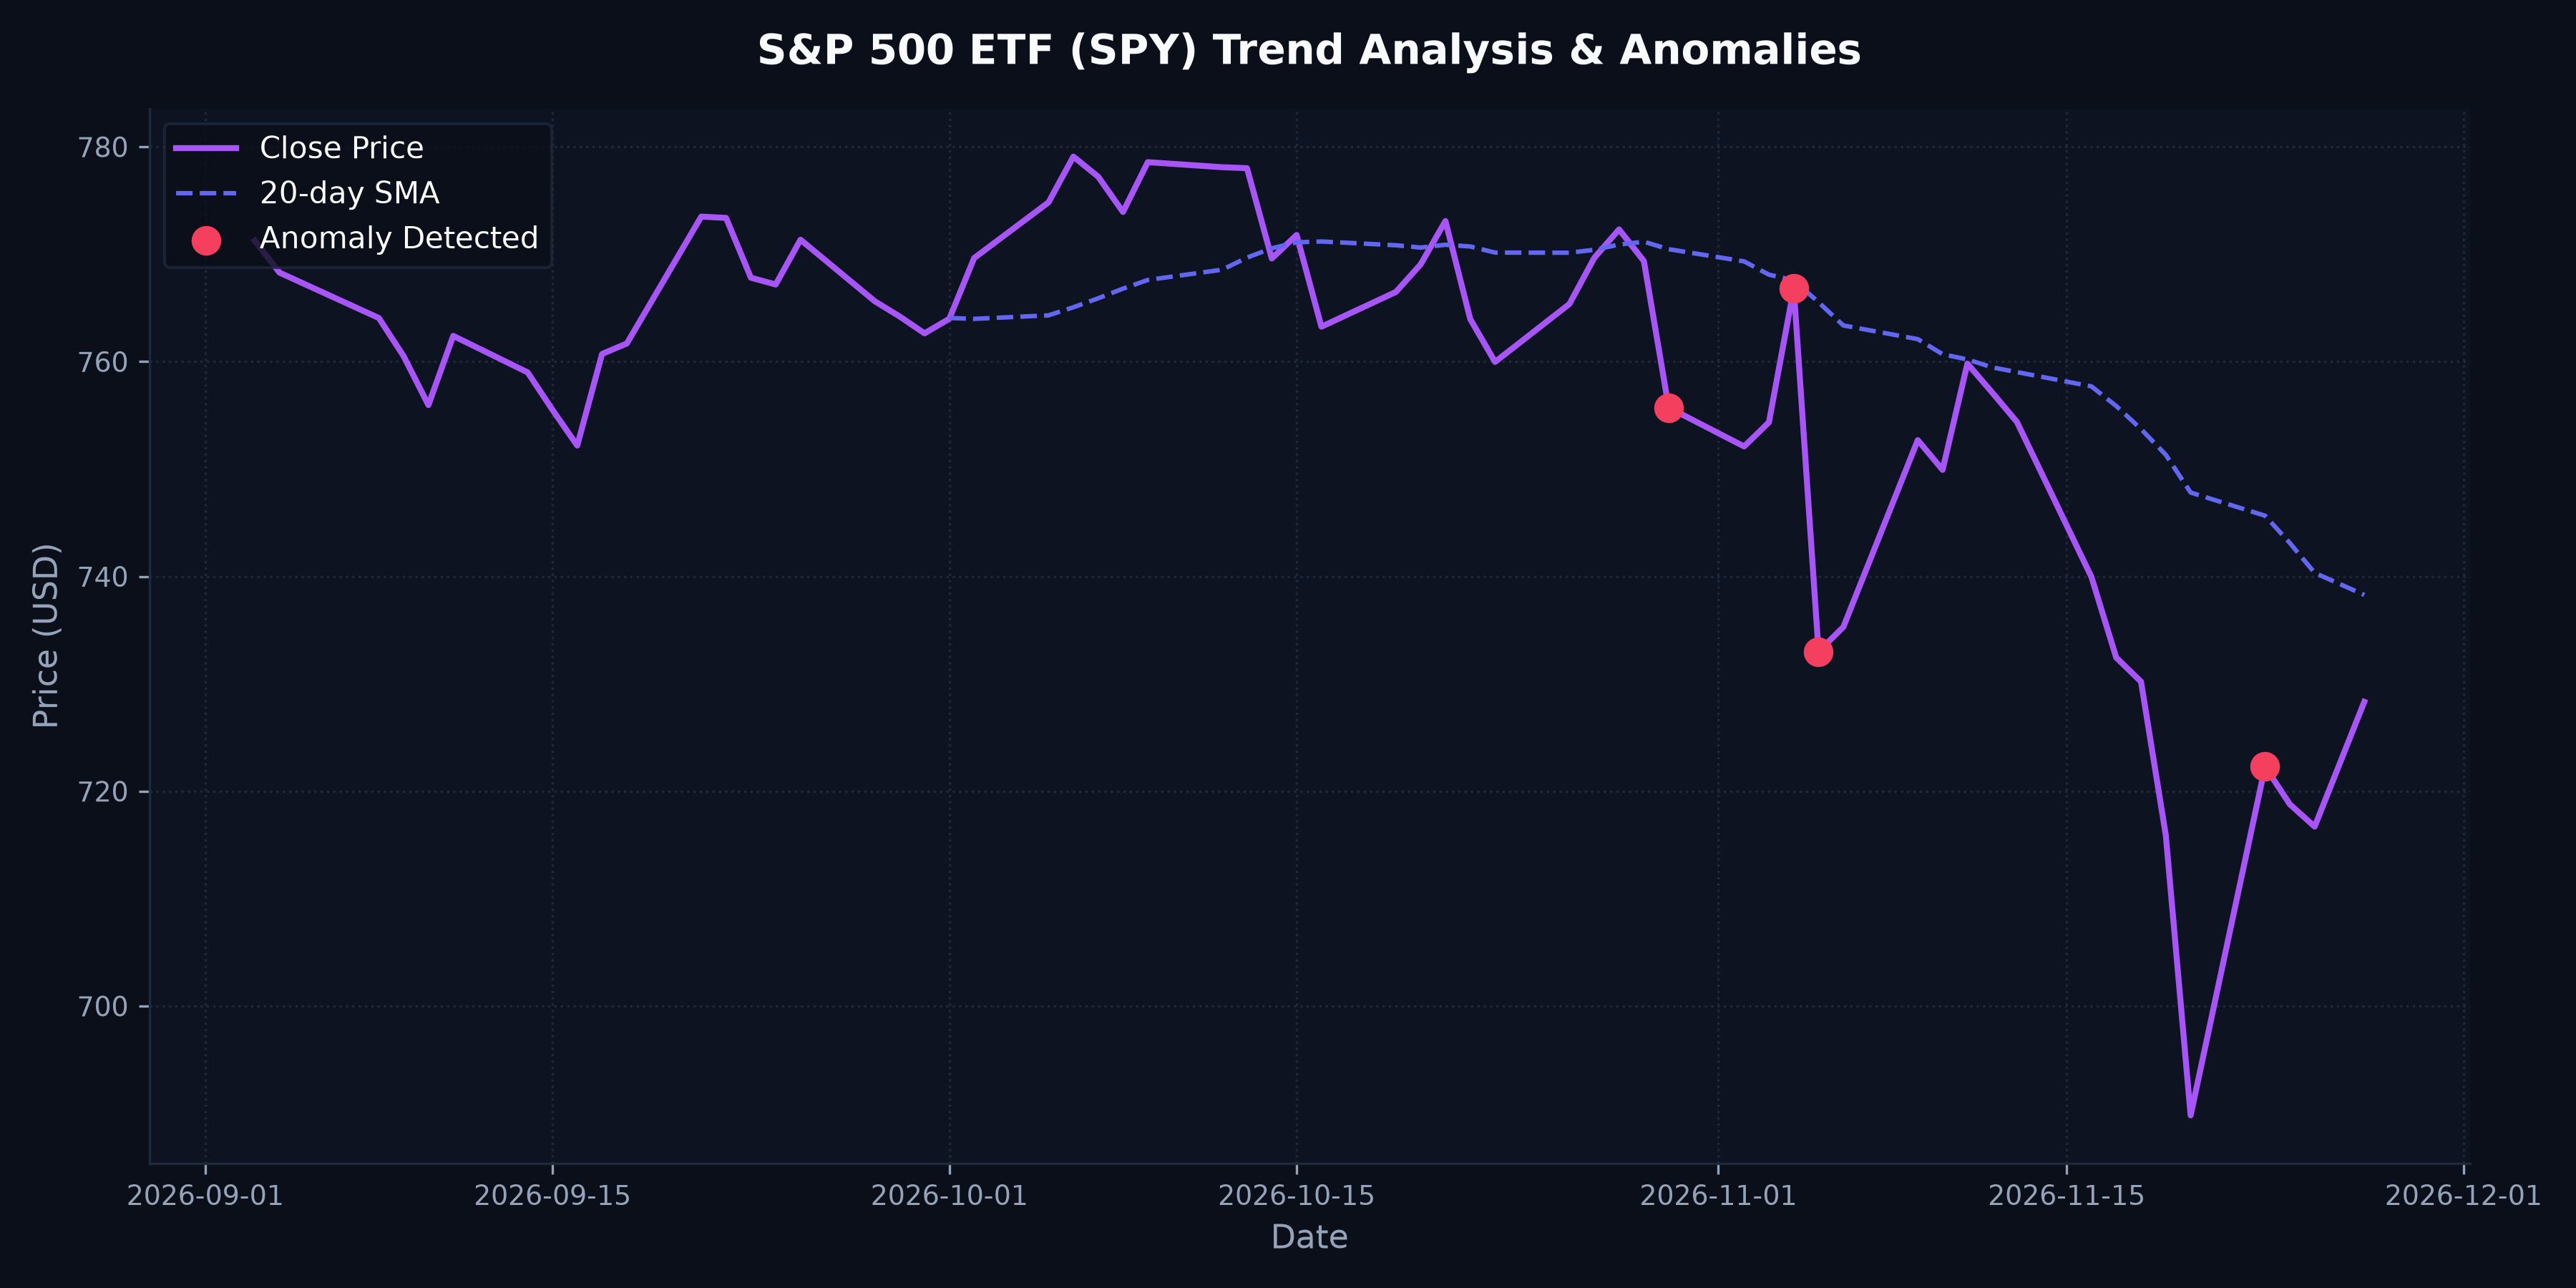 S&P 500 ETF (SPY) Trend Analysis & Anomalies
Close Price
20-day SMA
Anomaly Detected
780
760
740
720
700
Price (USD)
2026-09-01
2026-09-15
2026-10-01
2026-10-15
2026-11-01
2026-11-15
2026-12-01
Date